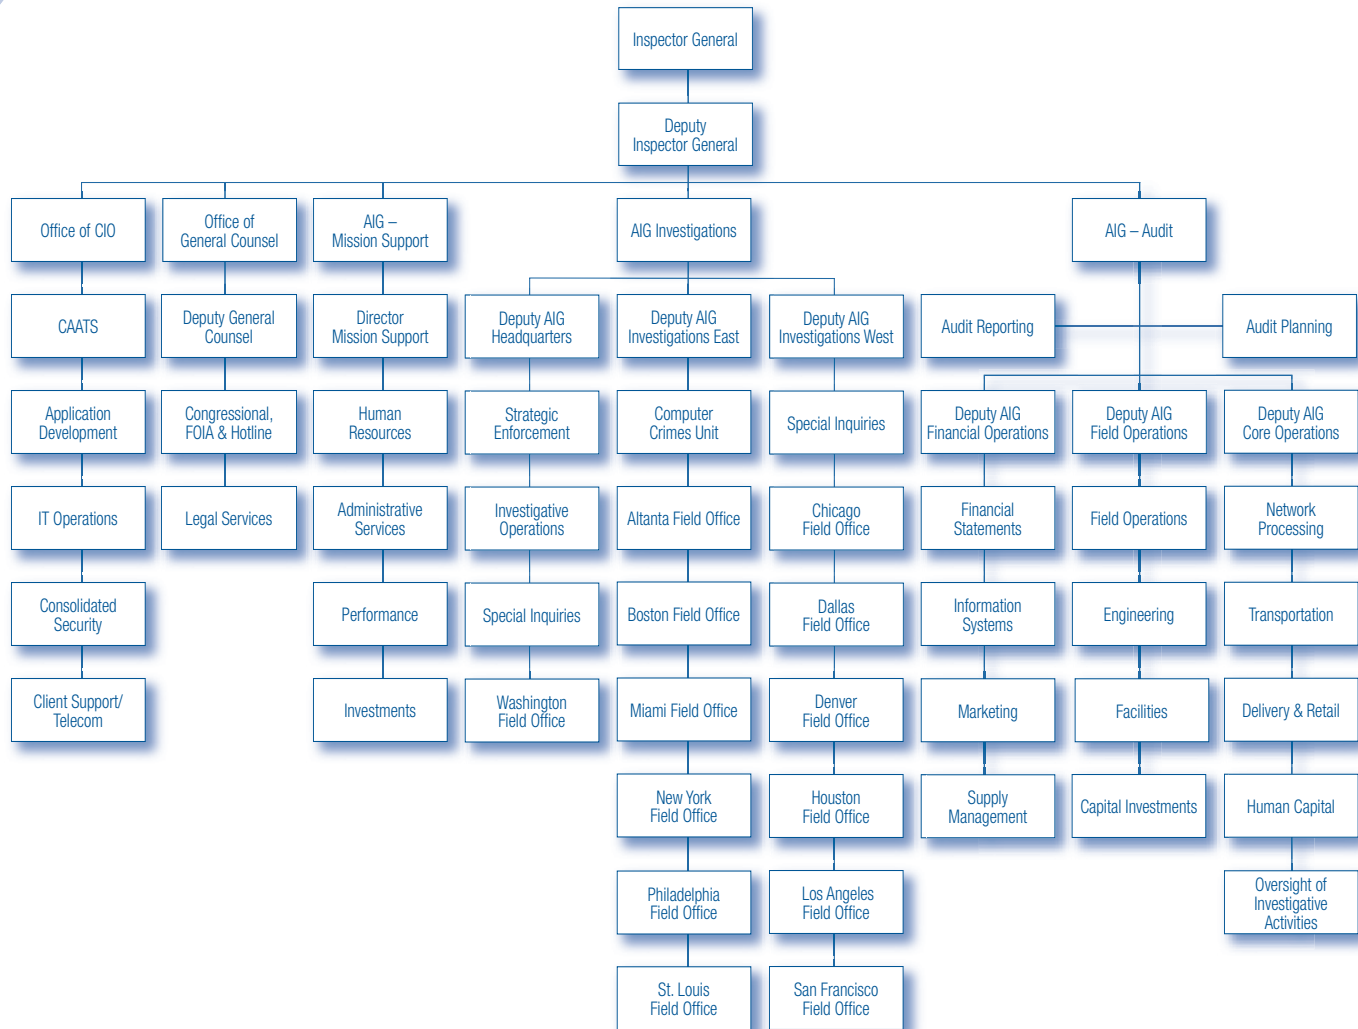 Inspector General
Deputy
Inspector General
Office of CIO
Office of
General Counsel
AIG –
Mission Support
AIG Investigations
AIG – Audit
CAATS
Deputy General
Counsel
Director
Mission Support
Deputy AIG
Headquarters
Deputy AIG
Investigations East
Deputy AIG
Investigations West
Audit Reporting
Audit Planning
Application
Development
Congressional,
FOIA & Hotline
Human
Resources
Strategic
Enforcement
Computer
Crimes Unit
Special Inquiries
Deputy AIG
Financial Operations
Deputy AIG
Field Operations
Deputy AIG
Core Operations
IT Operations
Legal Services
Administrative
Services
Investigative
Operations
Altanta Field Office
Chicago
Field Office
Financial
Statements
Field Operations
Network
Processing
Consolidated
Security
Performance
Special Inquiries
Boston Field Office
Dallas
Field Office
Information
Systems
Engineering
Transportation
Client Support/
Telecom
Investments
Washington
Field Office
Miami Field Office
Denver
Field Office
Marketing
Facilities
Delivery & Retail
New York
Field Office
Houston
Field Office
Supply
Management
Capital Investments
Human Capital
Philadelphia
Field Office
Los Angeles
Field Office
Oversight of
Investigative
Activities
St. Louis
Field Office
San Francisco
Field Office